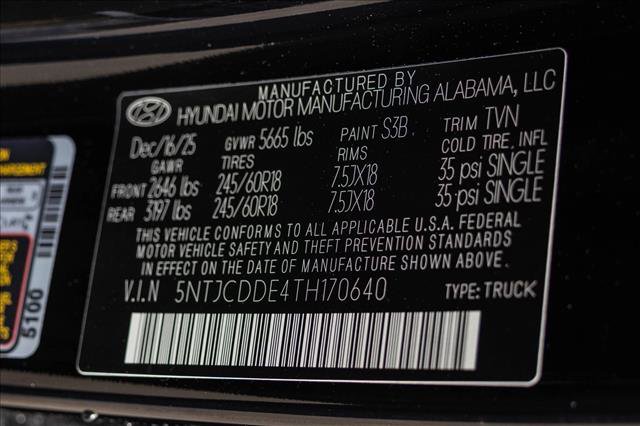 MANUFACTURED BY
HYUNDAI MOTOR MANUFACTURING ALABAMA, LLC
Dec/16/25 GVWR 5665 lbs PAINT S3B TRIM TVN
GAWR TIRES RIMS COLD TIRE, INFL
FRONT 2646 lbs 245/60R18 7.5JX18 35 psi SINGLE
REAR 3197 lbs 245/60R18 7.5JX18 35 psi SINGLE
THIS VEHICLE CONFORMS TO ALL APPLICABLE U.S.A. FEDERAL
MOTOR VEHICLE SAFETY AND THEFT PREVENTION STANDARDS
IN EFFECT ON THE DATE OF MANUFACTURE SHOWN ABOVE.
V.I.N 5NTJCDDE4TH170640 TYPE: TRUCK
5100